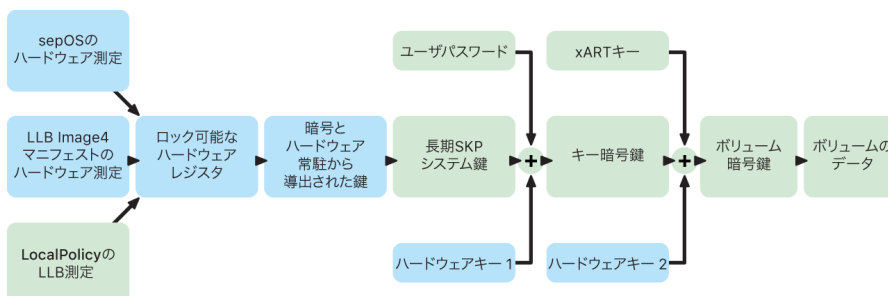 sepOSの
ハードウェア測定
ユーザパスワード
xARTキー
LLB Image4
マニフェストの
ハードウェア測定
ロック可能な
ハードウェア
レジスタ
暗号と
ハードウェア
常駐から
導出された鍵
長期SKP
システム鍵
+
キー暗号鍵
+
ボリューム
暗号鍵
ボリュームの
データ
LocalPolicyの
LLB測定
ハードウェアキー 1
ハードウェアキー 2